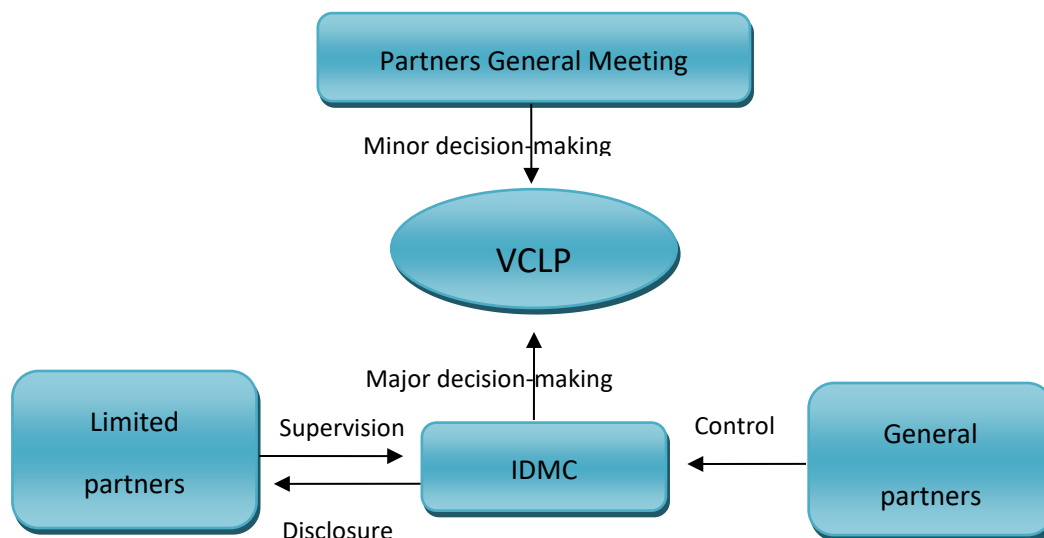 Partners General Meeting
Minor decision-making
VCLP
Major decision-making
Limited
partners
Supervision
Disclosure
IDMC
Control
General
partners